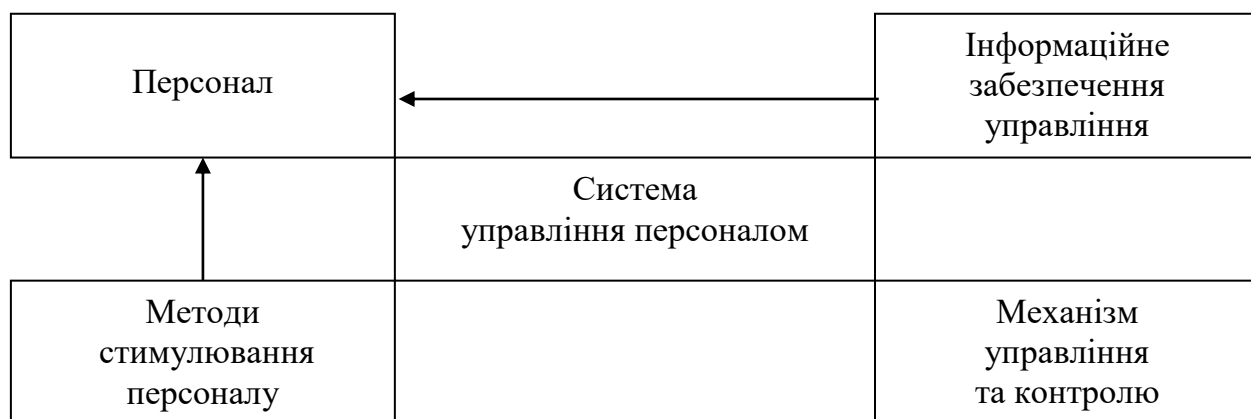 Персонал
Інформаційне
забезпечення
управління
Система
управління персоналом
Методи
стимулювання
персоналу
Механізм
управління
та контролю